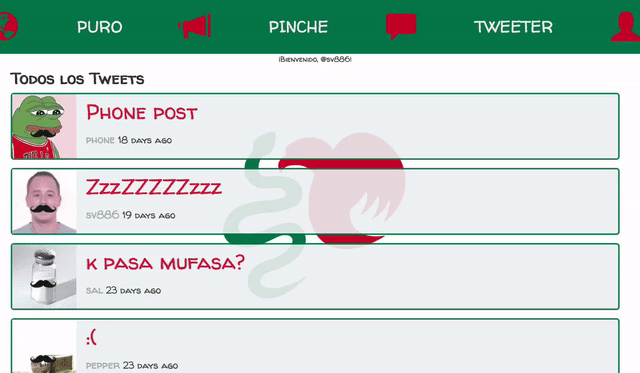 PURO PINCHE TWEETER
¡Bienvenido, @sv886!
Todos los Tweets
Phone post
PHONE 18 days ago
ZzzZZZZZzzz
sv886 19 days ago
k pasa mufasa?
SAL 23 days ago
:(
PEPPER 23 days ago